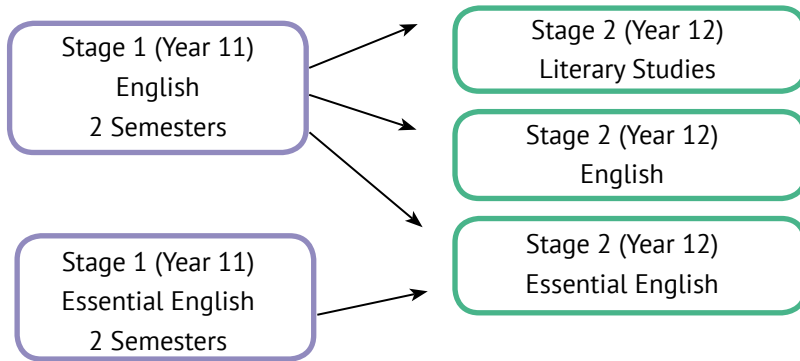 Stage 1 (Year 11)
English
2 Semesters
Stage 1 (Year 11)
Essential English
2 Semesters
Stage 2 (Year 12)
Literary Studies
Stage 2 (Year 12)
English
Stage 2 (Year 12)
Essential English